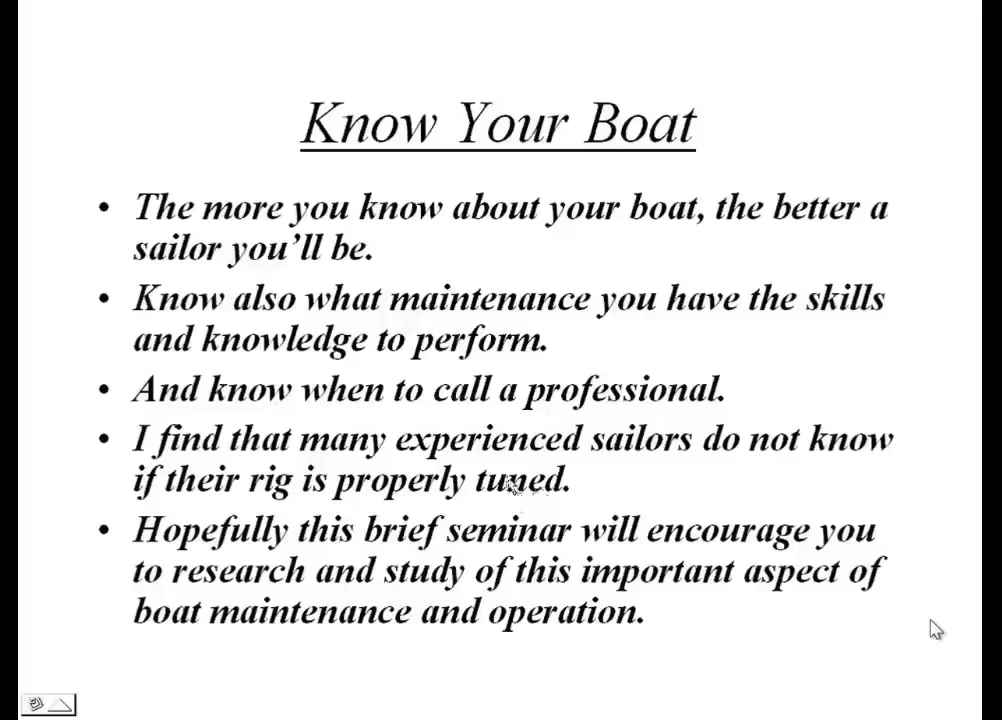 Know Your Boat
• The more you know about your boat, the better a
sailor you’ll be.
• Know also what maintenance you have the skills
and knowledge to perform.
• And know when to call a professional.
• I find that many experienced sailors do not know
if their rig is properly tuned.
• Hopefully this brief seminar will encourage you
to research and study of this important aspect of
boat maintenance and operation.